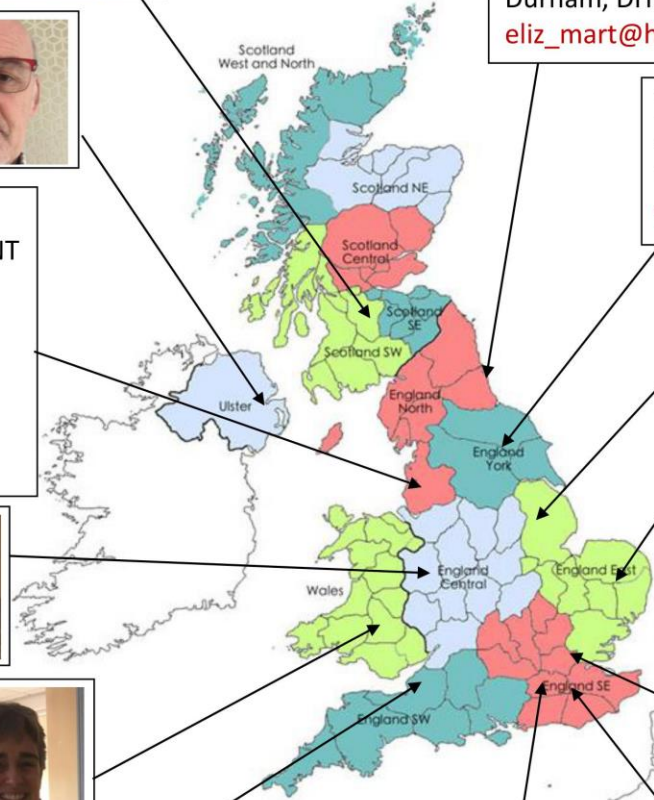 Durham, DH
eliz_mart@h
Scotland
West and North
NT
Scotland NE
Scotland
Central
Scotland
SE
Scotland SW
England
North
Ulster
England
York
England
Central
England East
Wales
England SE
England SW